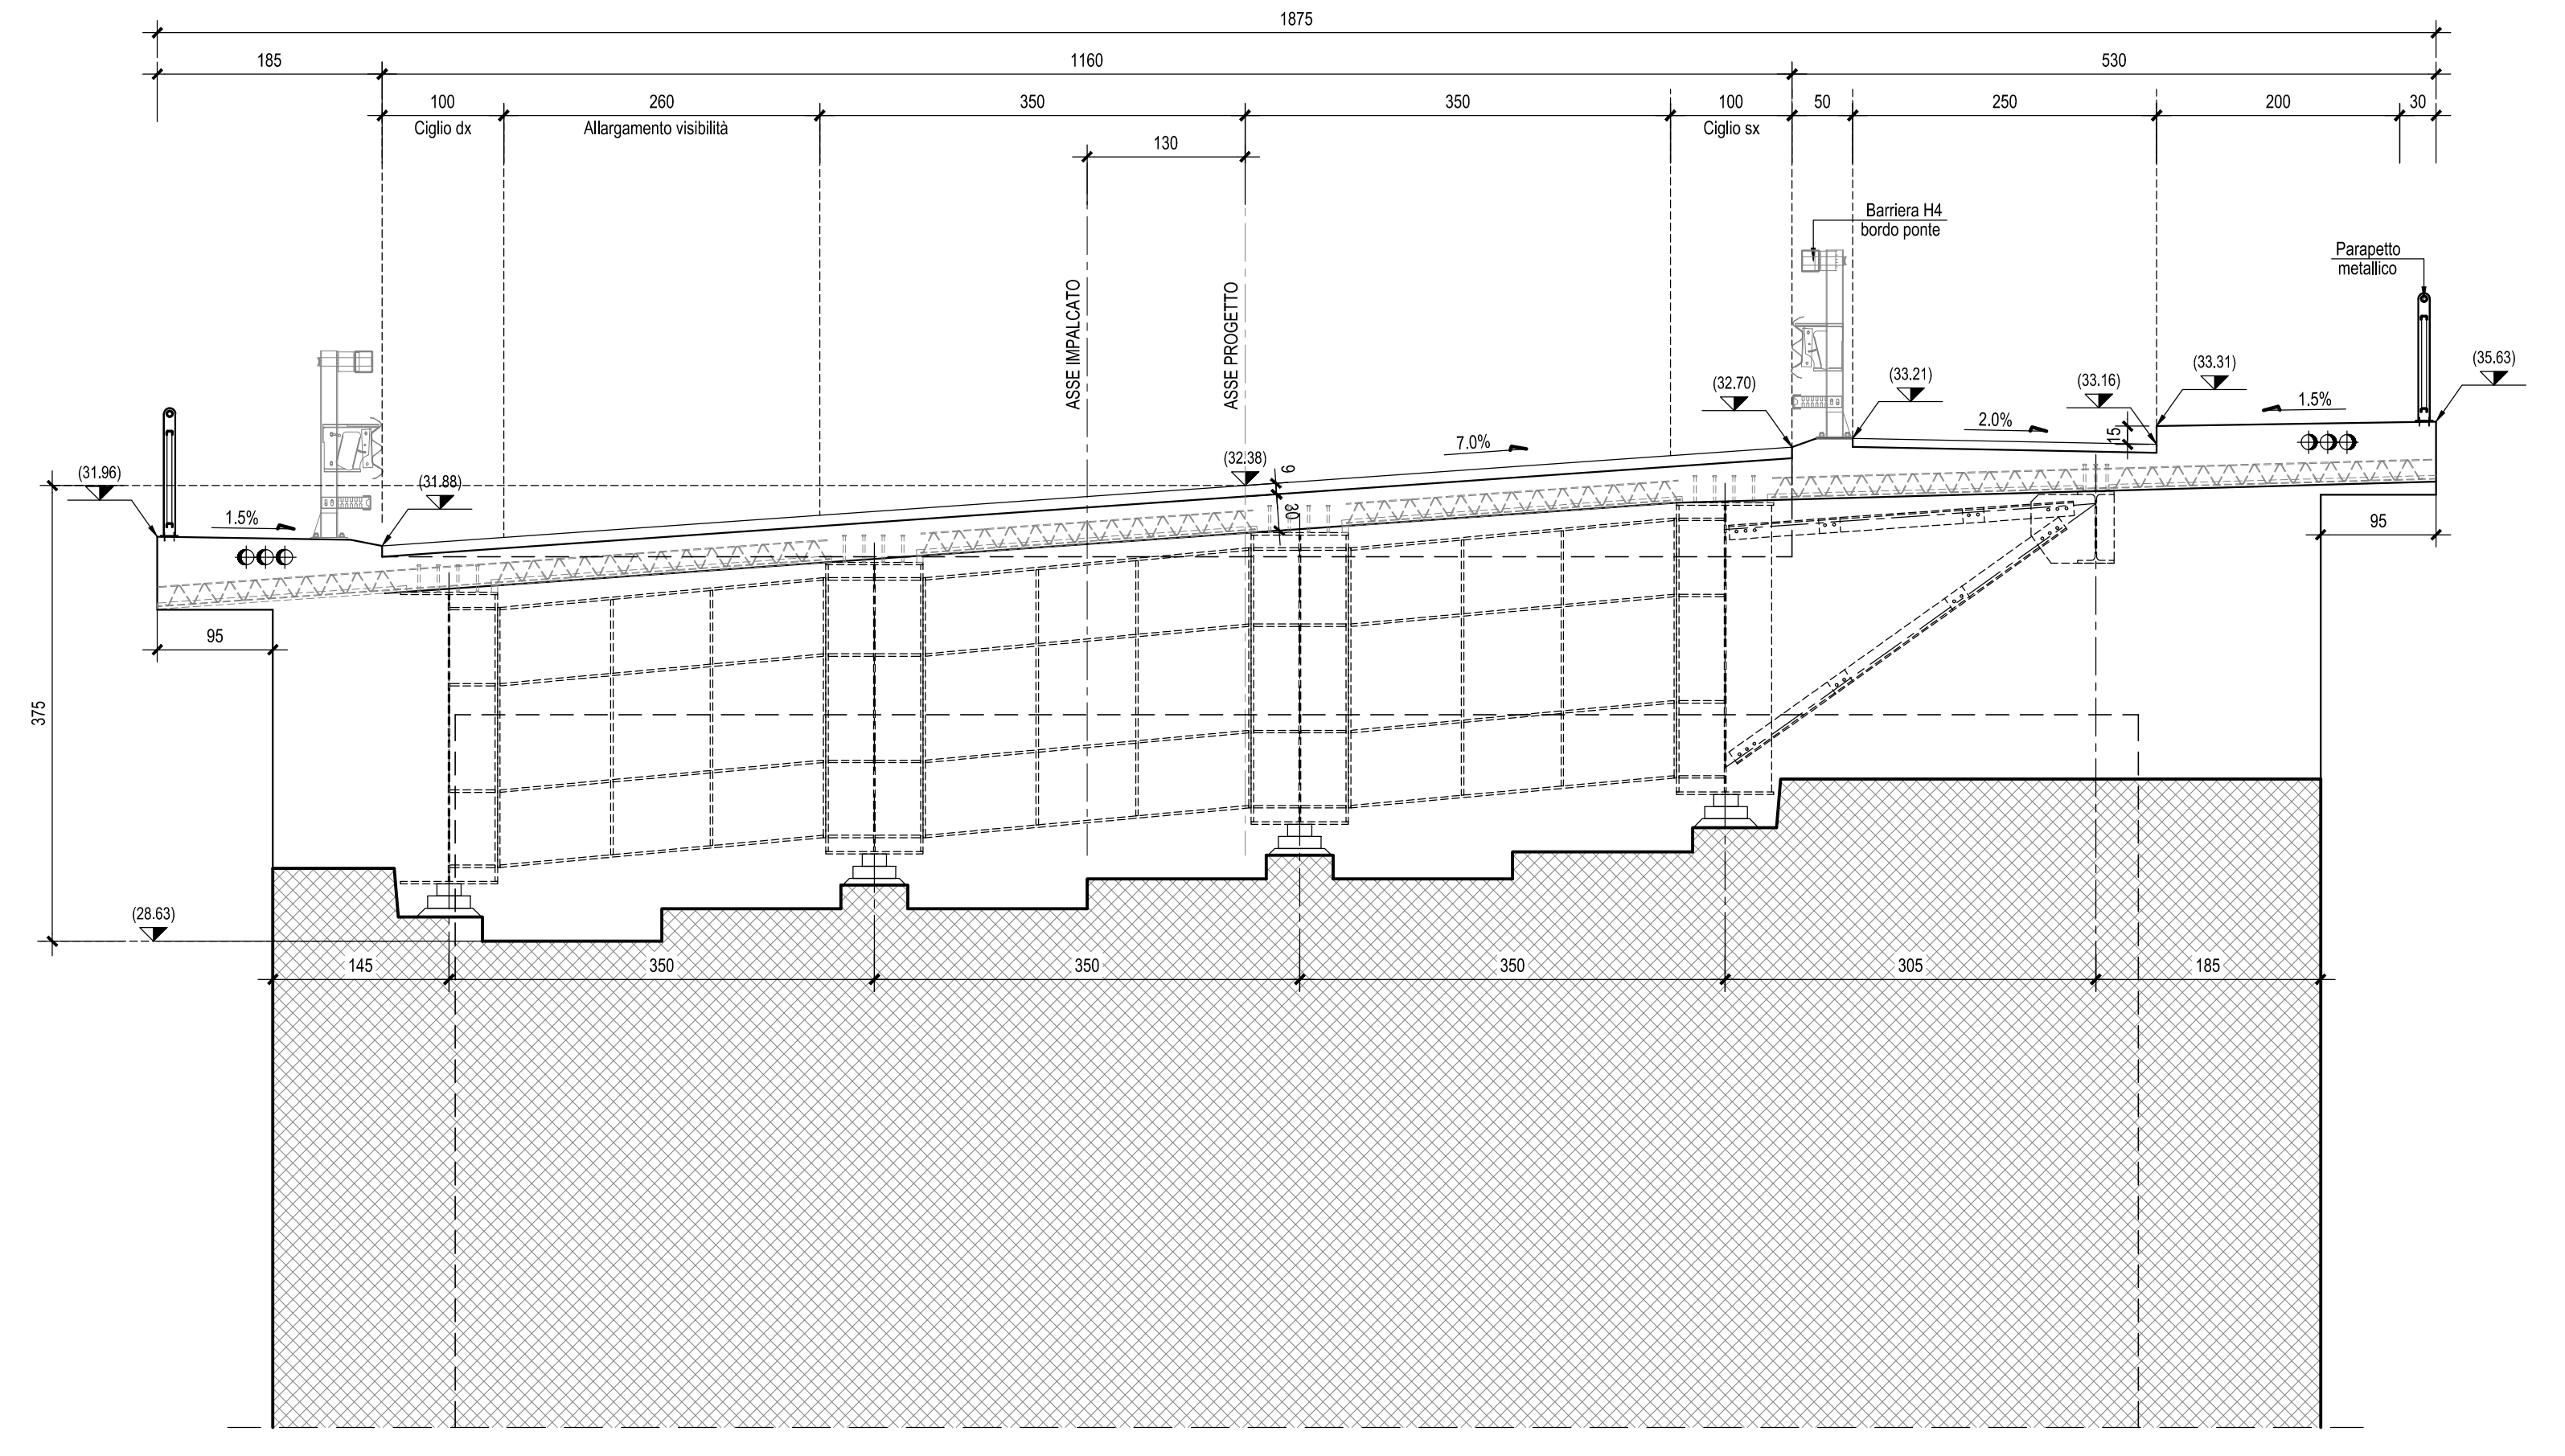 1875
185 1160 530
100 260 350 350 100 50 250 200 30
Ciglio dx Allargamento visibilità Ciglio sx
130
Barriera H4
bordo ponte
Parapetto
metallico
ASSE IMPALCATO
ASSE PROGETTO
(31.96)
(31.88)
(32.38)
(32.70)
(33.21)
(33.16)
(33.31)
(35.63)
1.5%
7.0%
2.0%
1.5%
15
9
30
95
95
375
(28.63)
145 350 350 350 305 185